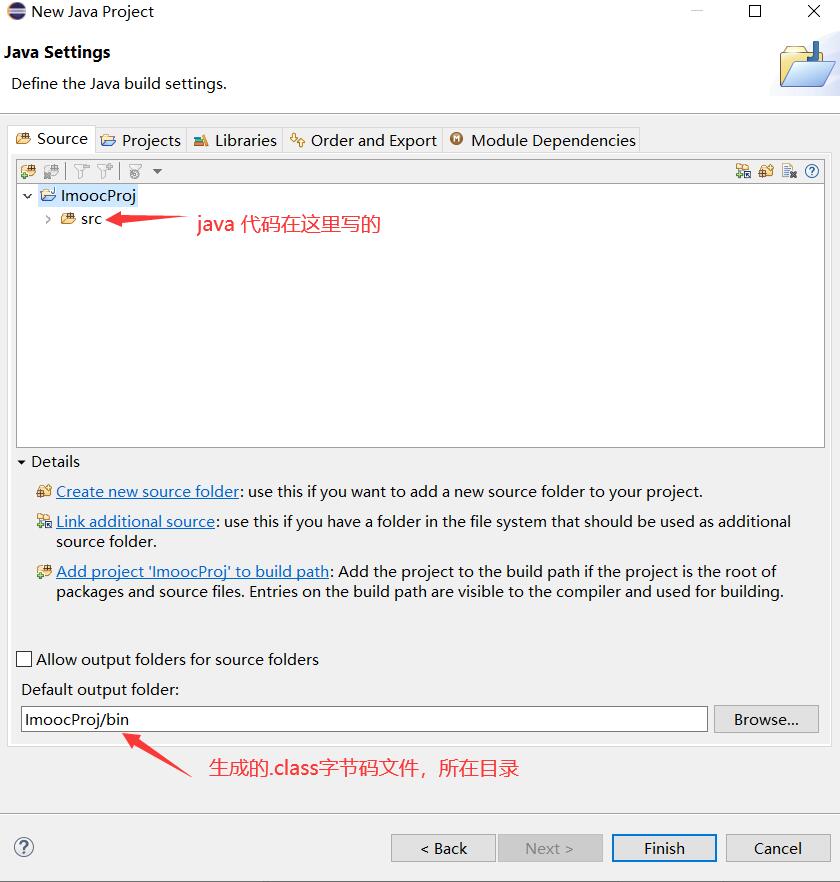 New Java Project
Java Settings
Define the Java build settings.
Source Projects Libraries Order and Export Module Dependencies
ImoocProj
src
java 代码在这里写的
Details
Create new source folder: use this if you want to add a new source folder to your project.
Link additional source: use this if you have a folder in the file system that should be used as additional
source folder.
Add project 'ImoocProj' to build path: Add the project to the build path if the project is the root of
packages and source files. Entries on the build path are visible to the compiler and used for building.
Allow output folders for source folders
Default output folder:
ImoocProj/bin
Browse...
生成的.class字节码文件，所在目录
< Back
Next >
Finish
Cancel